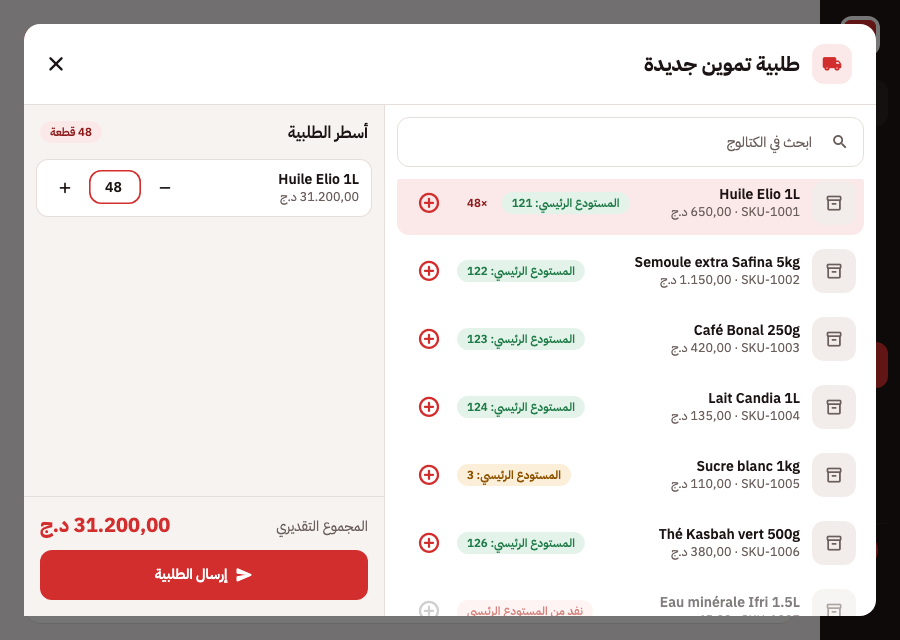 طلبية تموين جديدة
ابحث في الكتالوج
Huile Elio 1L
SKU-1001 · 650,00 د.ج
المستودع الرئيسي: 121
48×
Semoule extra Safina 5kg
SKU-1002 · 1.150,00 د.ج
المستودع الرئيسي: 122
Café Bonal 250g
SKU-1003 · 420,00 د.ج
المستودع الرئيسي: 123
Lait Candia 1L
SKU-1004 · 135,00 د.ج
المستودع الرئيسي: 124
Sucre blanc 1kg
SKU-1005 · 110,00 د.ج
المستودع الرئيسي: 3
Thé Kasbah vert 500g
SKU-1006 · 380,00 د.ج
المستودع الرئيسي: 126
Eau minérale Ifri 1.5L
نفد من المستودع الرئيسي
أسطر الطلبية
48 قطعة
Huile Elio 1L
31.200,00 د.ج
− 48 +
المجموع التقديري
31.200,00 د.ج
إرسال الطلبية